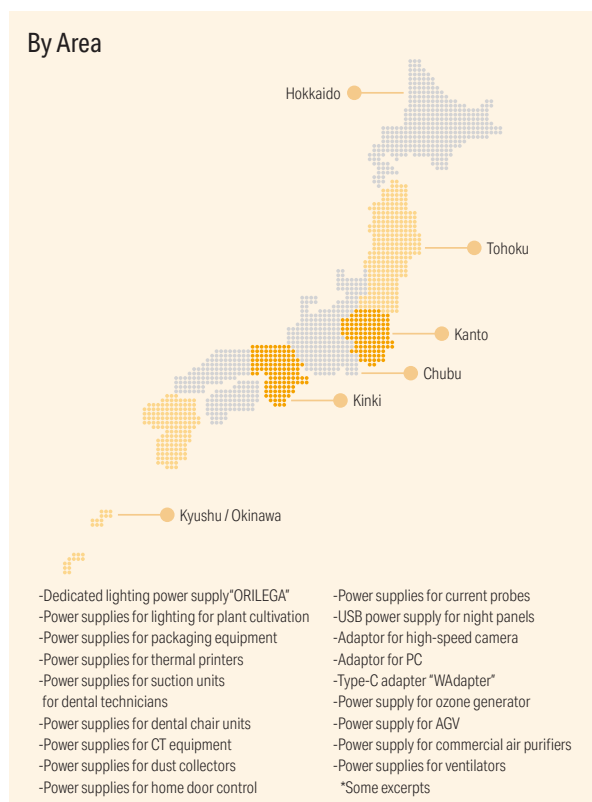 By Area
Hokkaido
Tohoku
Kanto
Chubu
Kinki
Kyushu / Okinawa
-Dedicated lighting power supply“ORILEGA”
-Power supplies for lighting for plant cultivation
-Power supplies for packaging equipment
-Power supplies for thermal printers
-Power supplies for suction units
for dental technicians
-Power supplies for dental chair units
-Power supplies for CT equipment
-Power supplies for dust collectors
-Power supplies for home door control
-Power supplies for current probes
-USB power supply for night panels
-Adaptor for high-speed camera
-Adaptor for PC
-Type-C adapter “WAdapter”
-Power supply for ozone generator
-Power supply for AGV
-Power supply for commercial air purifiers
-Power supplies for ventilators
*Some excerpts